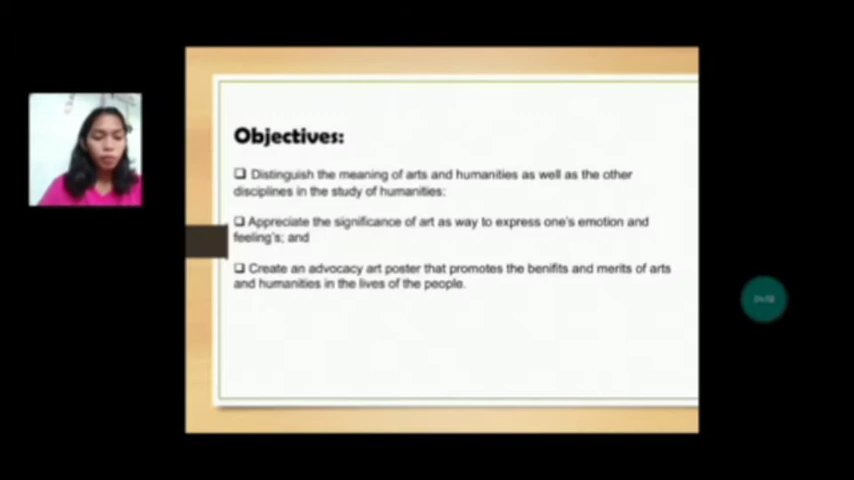 Objectives:
Distinguish the meaning of arts and humanities as well as the other
disciplines in the study of humanities:
Appreciate the significance of art as way to express one's emotion and
feeling's; and
Create an advocacy art poster that promotes the benifits and merits of arts
and humanities in the lives of the people.